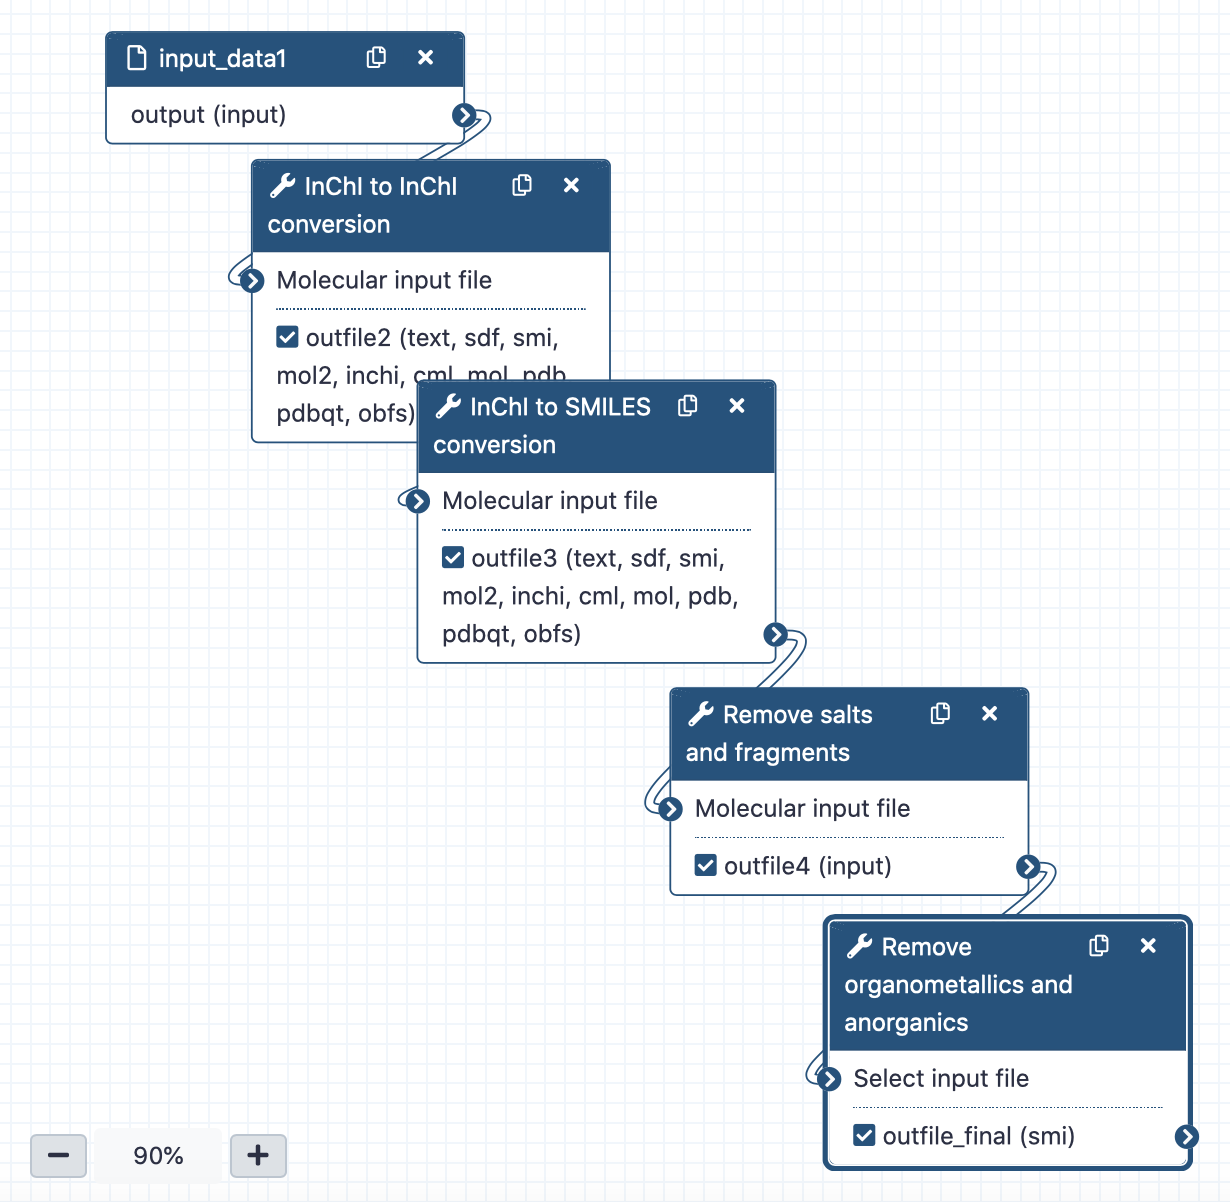 input_data1
output (input)
InChI to InChI
conversion
Molecular input file
outfile2 (text, sdf, smi,
mol2, inchi, cml, mol, pdb,
pdbqt, obfs)
InChI to SMILES
conversion
Molecular input file
outfile3 (text, sdf, smi,
mol2, inchi, cml, mol, pdb,
pdbqt, obfs)
Remove salts
and fragments
Molecular input file
outfile4 (input)
Remove
organometallics and
anorganics
Select input file
outfile_final (smi)
90%